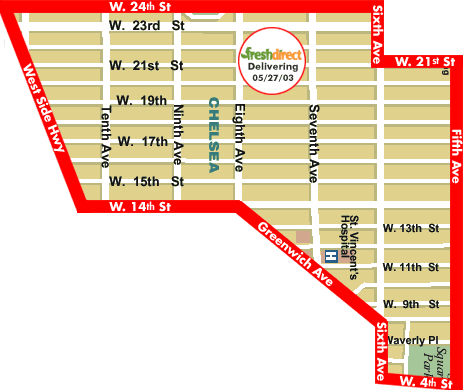 W. 24th St
W. 23rd St
Sixth Ave
freshdirect
Delivering
05/27/03
W. 21st St
W. 21st St
West Side Hwy
W. 19th
Tenth Ave
Ninth Ave
CHELSEA
Eighth Ave
Seventh Ave
Fifth Ave
W. 17th
W. 15th St
W. 14th St
Greenwich Ave
St. Vincent's
Hospital
H
W. 13th St
W. 11th St
W. 9th St
Sixth Ave
Waverly Pl
Square
Park
W. 4th St